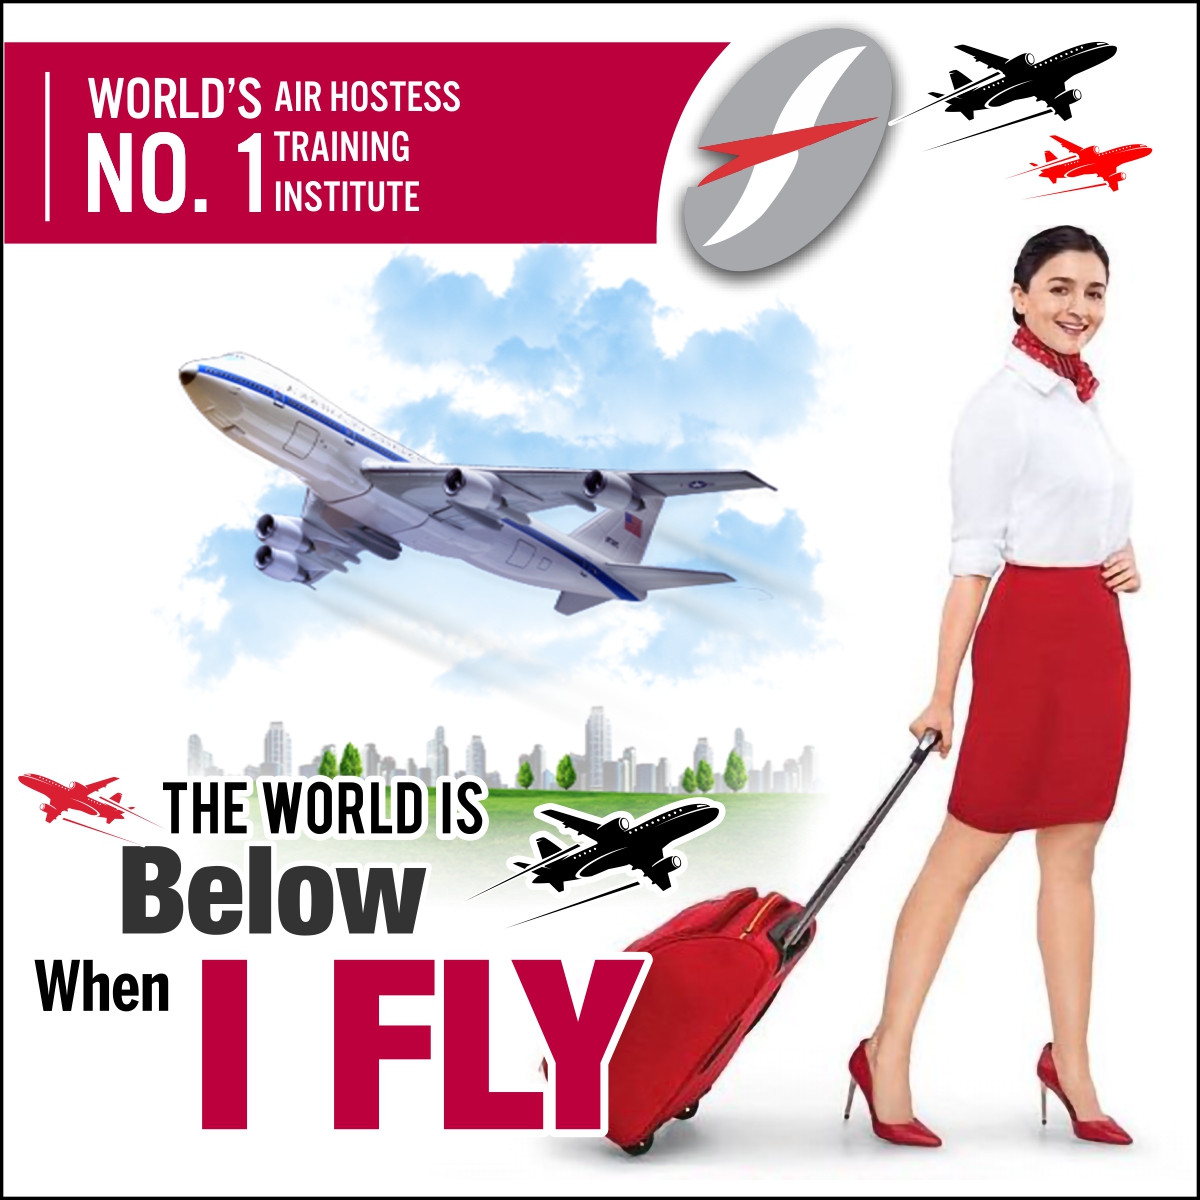 WORLD'S AIR HOSTESS
NO. 1 TRAINING
INSTITUTE
THE WORLD IS
Below
When I FLY